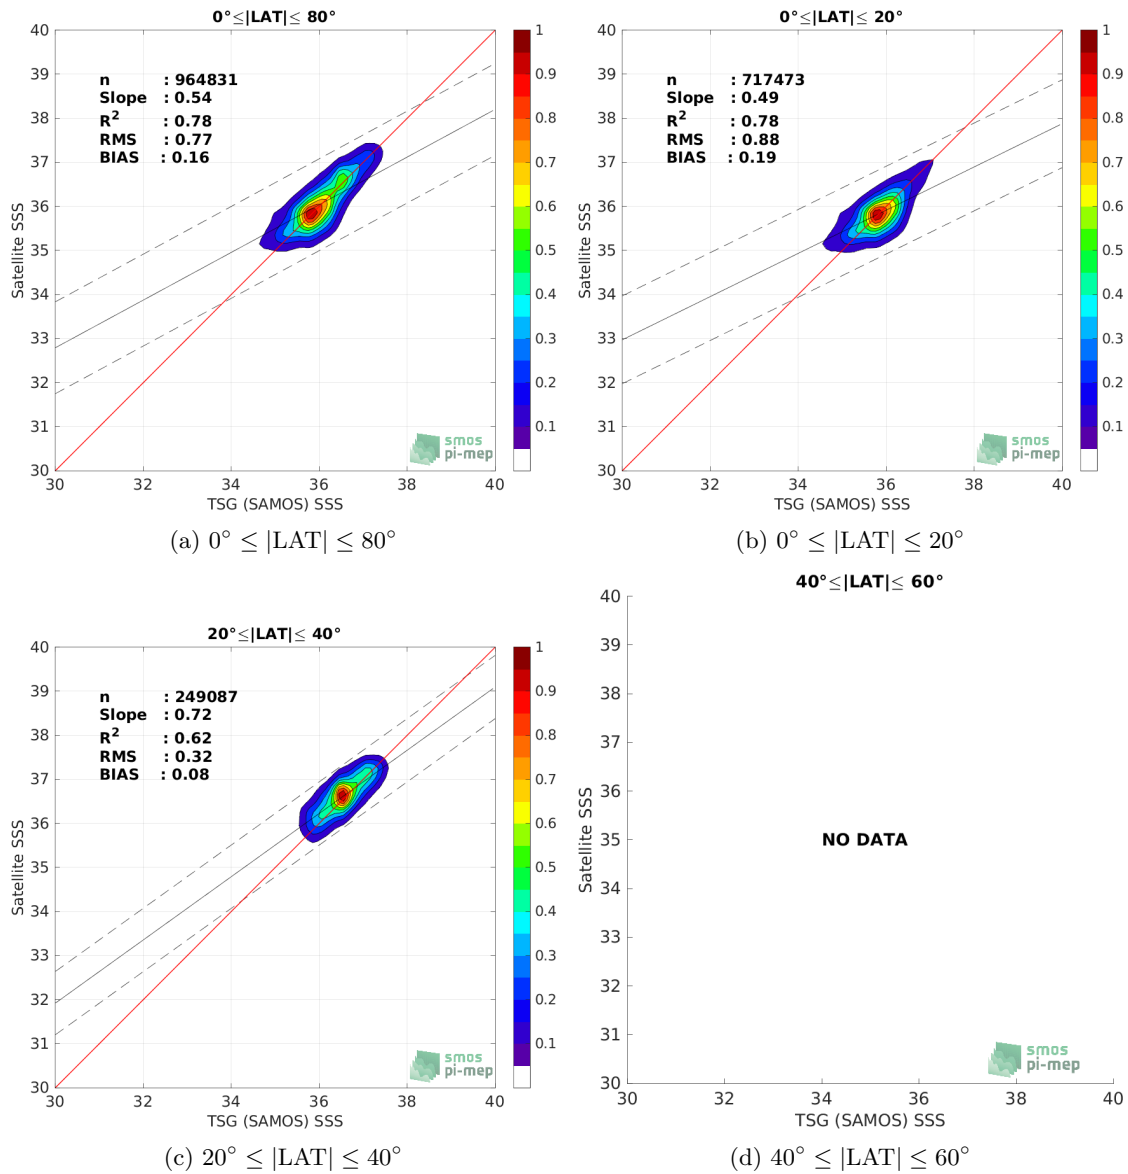 0°≤|LAT|≤ 80°
n : 964831
Slope : 0.54
R² : 0.78
RMS : 0.77
BIAS : 0.16
40
39
38
37
36
35
34
33
32
31
30
Satellite SSS
30 32 34 36 38 40
TSG (SAMOS) SSS
1
0.9
0.8
0.7
0.6
0.5
0.4
0.3
0.2
0.1
smos
pi-mep
(a) 0° ≤ |LAT| ≤ 80°
0°≤|LAT|≤ 20°
n : 717473
Slope : 0.49
R² : 0.78
RMS : 0.88
BIAS : 0.19
40
39
38
37
36
35
34
33
32
31
30
Satellite SSS
30 32 34 36 38 40
TSG (SAMOS) SSS
1
0.9
0.8
0.7
0.6
0.5
0.4
0.3
0.2
0.1
smos
pi-mep
(b) 0° ≤ |LAT| ≤ 20°
20°≤|LAT|≤ 40°
n : 249087
Slope : 0.72
R² : 0.62
RMS : 0.32
BIAS : 0.08
40
39
38
37
36
35
34
33
32
31
30
Satellite SSS
30 32 34 36 38 40
TSG (SAMOS) SSS
1
0.9
0.8
0.7
0.6
0.5
0.4
0.3
0.2
0.1
smos
pi-mep
(c) 20° ≤ |LAT| ≤ 40°
40°≤|LAT|≤ 60°
40
39
38
37
36
35
34
33
32
31
30
Satellite SSS
NO DATA
30 32 34 36 38 40
TSG (SAMOS) SSS
smos
pi-mep
(d) 40° ≤ |LAT| ≤ 60°